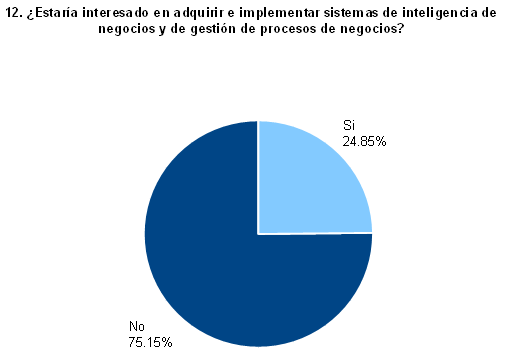 12. ¿Estaría interesado en adquirir e implementar sistemas de inteligencia de
negocios y de gestión de procesos de negocios?
Si
24.85%
No
75.15%